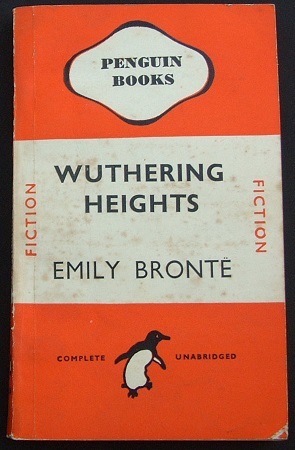 PENGUIN
BOOKS
WUTHERING
HEIGHTS
FICTION
FICTION
EMILY BRONTË
COMPLETE UNABRIDGED